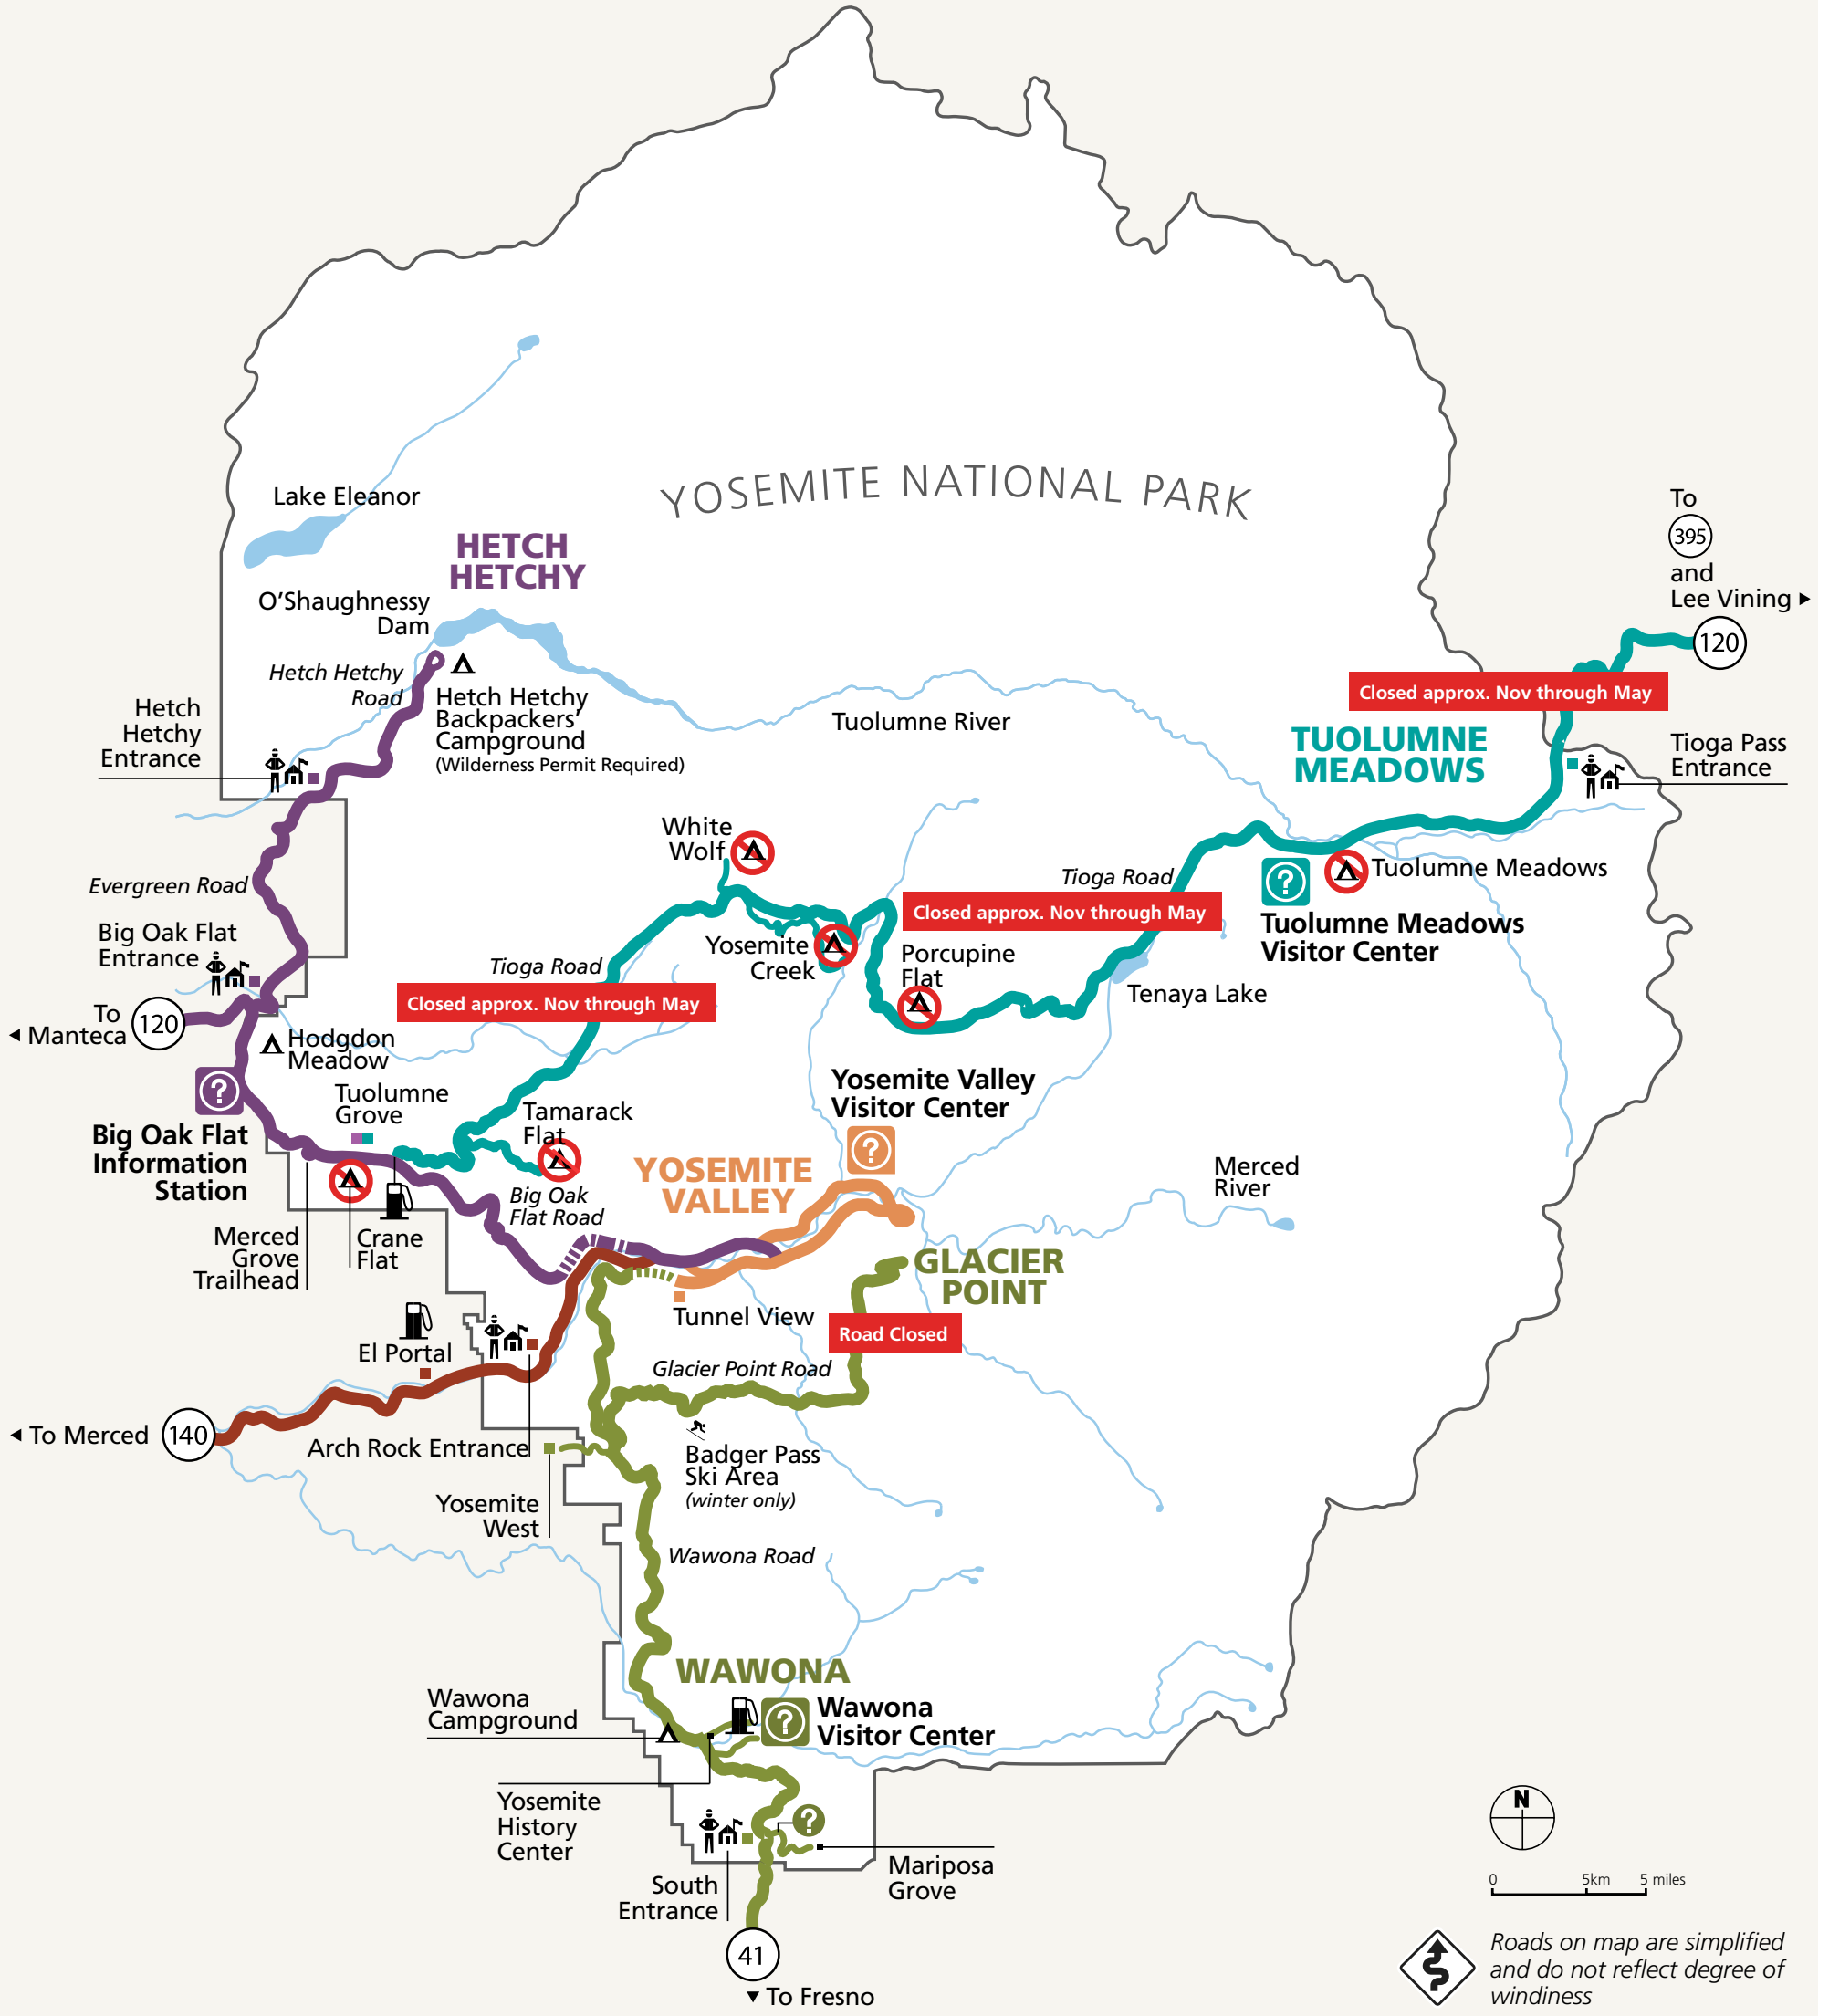 YOSEMITE NATIONAL PARK
Lake Eleanor
HETCH
HETCHY
O’Shaughnessy
Dam
Hetch Hetchy
Road
Hetch Hetchy
Backpackers’
Campground
(Wilderness Permit Required)
Hetch
Hetchy
Entrance
Tuolumne River
To
395
and
Lee Vining
120
Closed approx. Nov through May
TUOLUMNE
MEADOWS
Tioga Pass
Entrance
White
Wolf
Evergreen Road
Tioga Road
Tuolumne Meadows
?
Closed approx. Nov through May
Tuolumne Meadows
Visitor Center
Big Oak Flat
Entrance
Yosemite
Creek
Porcupine
Flat
Tioga Road
Closed approx. Nov through May
Tenaya Lake
To
Manteca
120
Hodgdon
Meadow
?
Big Oak Flat
Information
Station
Tuolumne
Grove
Tamarack
Flat
Yosemite Valley
Visitor Center
?
YOSEMITE
VALLEY
Merced
River
Big Oak
Flat Road
Merced
Grove
Trailhead
Crane
Flat
GLACIER
POINT
Tunnel View
Road Closed
El Portal
Glacier Point Road
To Merced
140
Arch Rock Entrance
Badger Pass
Ski Area
(winter only)
Yosemite
West
Wawona Road
WAWONA
Wawona
Campground
?
Wawona
Visitor Center
Yosemite
History
Center
?
Mariposa
Grove
South
Entrance
41
To Fresno
N
0 5km 5 miles
Roads on map are simplified
and do not reflect degree of
windiness